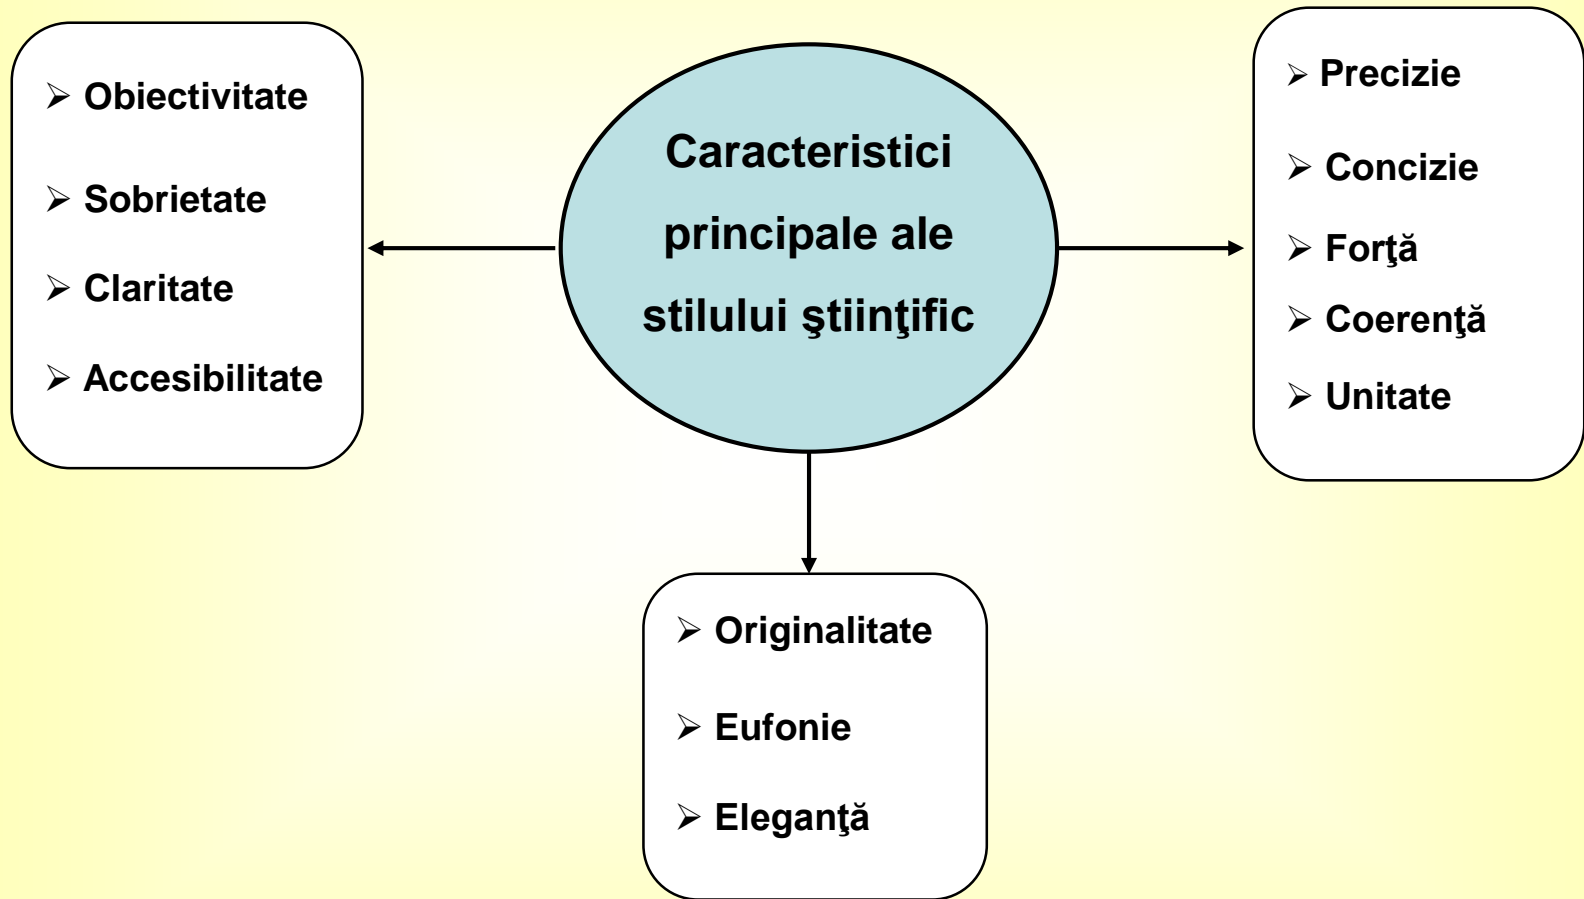 Caracteristici
principale ale
stilului ştiinţific
➢ Obiectivitate
➢ Sobrietate
➢ Claritate
➢ Accesibilitate
➢ Precizie
➢ Concizie
➢ Forţă
➢ Coerenţă
➢ Unitate
➢ Originalitate
➢ Eufonie
➢ Eleganţă